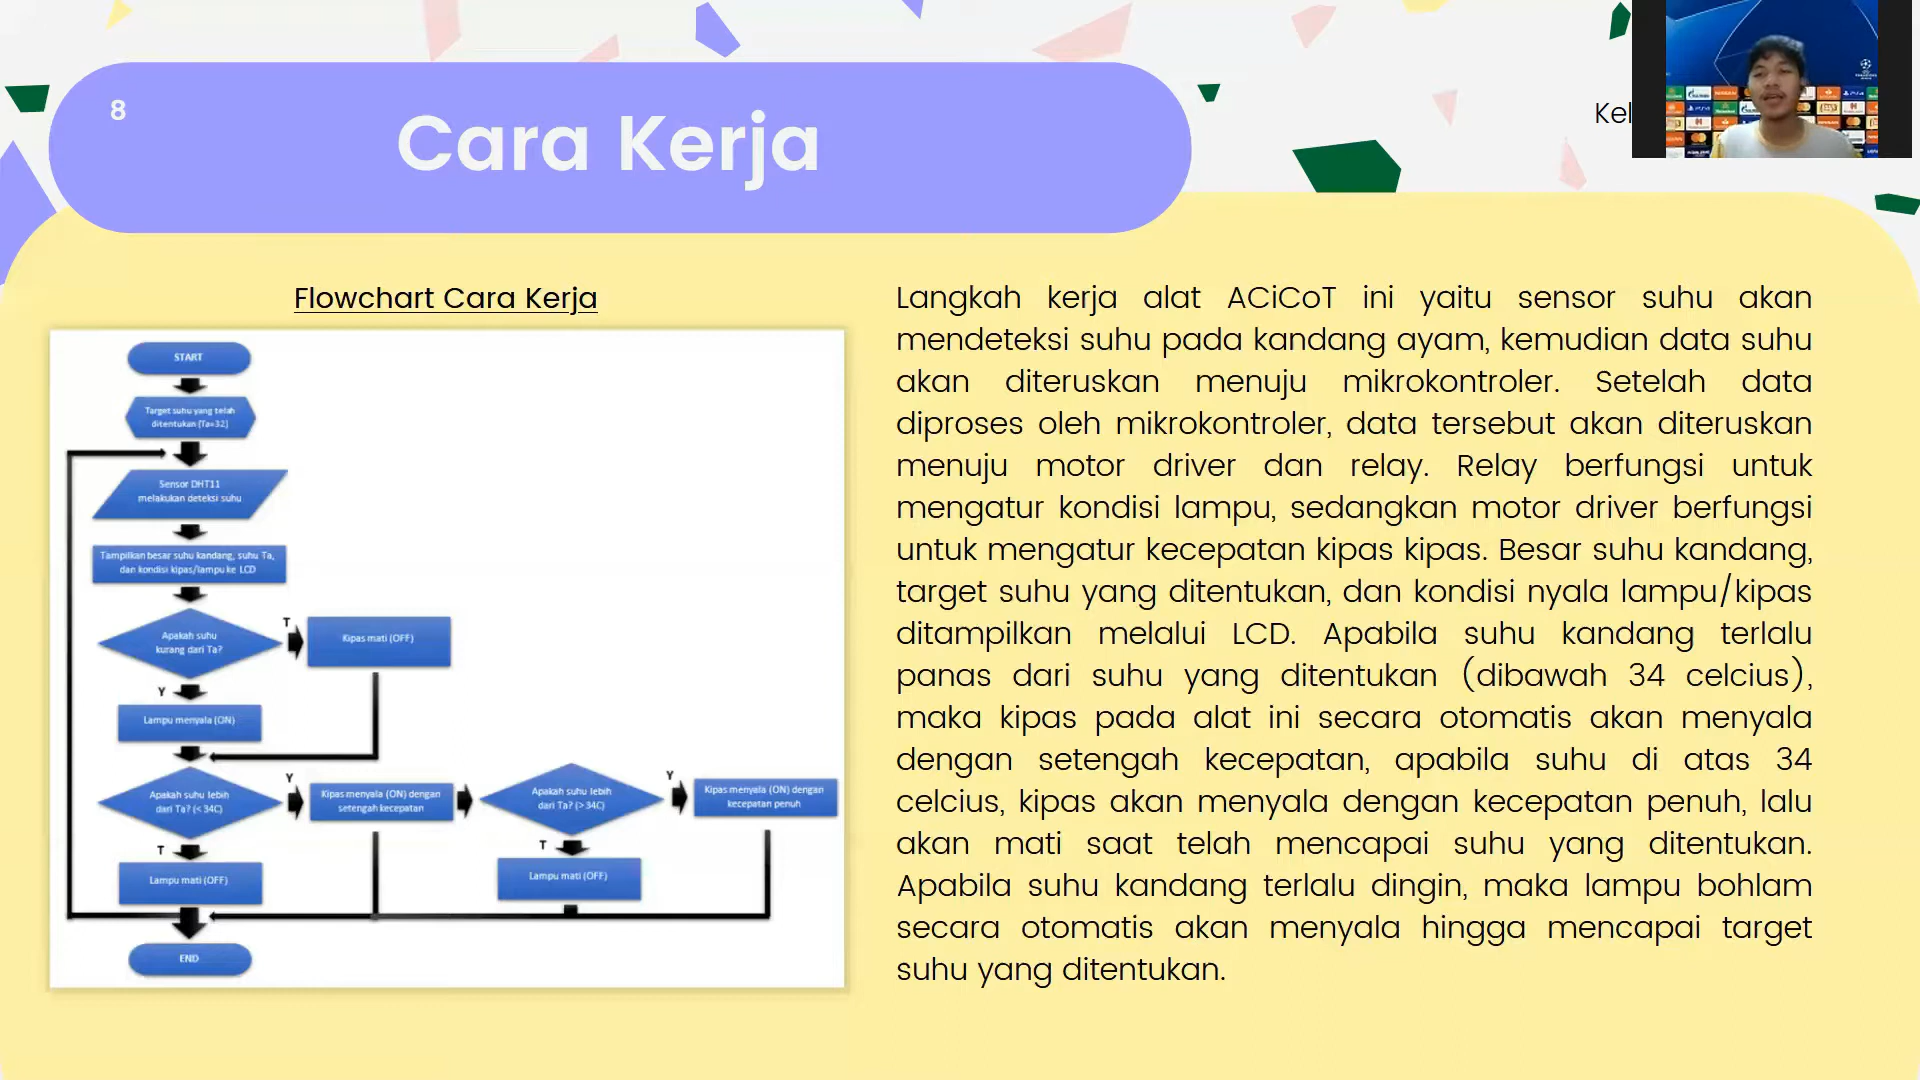 8
Cara Kerja
Kel
Flowchart Cara Kerja
START
Target suhu yang telah
ditentukan (Ta=32)
Sensor DHT11
melakukan deteksi suhu
Tampilkan besar suhu kandang, suhu Ta,
dan kondisi kipas/lampu ke LCD
Apakah suhu
kurang dari Ta?
T
Kipas mati (OFF)
Y
Lampu menyala (ON)
Apakah suhu lebih
dari Ta? (< 34C)
Y
Kipas menyala (ON) dengan
setengah kecepatan
Apakah suhu lebih
dari Ta? (> 34C)
Y
Kipas menyala (ON) dengan
kecepatan penuh
T
Lampu mati (OFF)
T
Lampu mati (OFF)
END
Langkah kerja alat ACiCoT ini yaitu sensor suhu akan
mendeteksi suhu pada kandang ayam, kemudian data suhu
akan diteruskan menuju mikrokontroler. Setelah data
diproses oleh mikrokontroler, data tersebut akan diteruskan
menuju motor driver dan relay. Relay berfungsi untuk
mengatur kondisi lampu, sedangkan motor driver berfungsi
untuk mengatur kecepatan kipas kipas. Besar suhu kandang,
target suhu yang ditentukan, dan kondisi nyala lampu/kipas
ditampilkan melalui LCD. Apabila suhu kandang terlalu
panas dari suhu yang ditentukan (dibawah 34 celcius),
maka kipas pada alat ini secara otomatis akan menyala
dengan setengah kecepatan, apabila suhu di atas 34
celcius, kipas akan menyala dengan kecepatan penuh, lalu
akan mati saat telah mencapai suhu yang ditentukan.
Apabila suhu kandang terlalu dingin, maka lampu bohlam
secara otomatis akan menyala hingga mencapai target
suhu yang ditentukan.